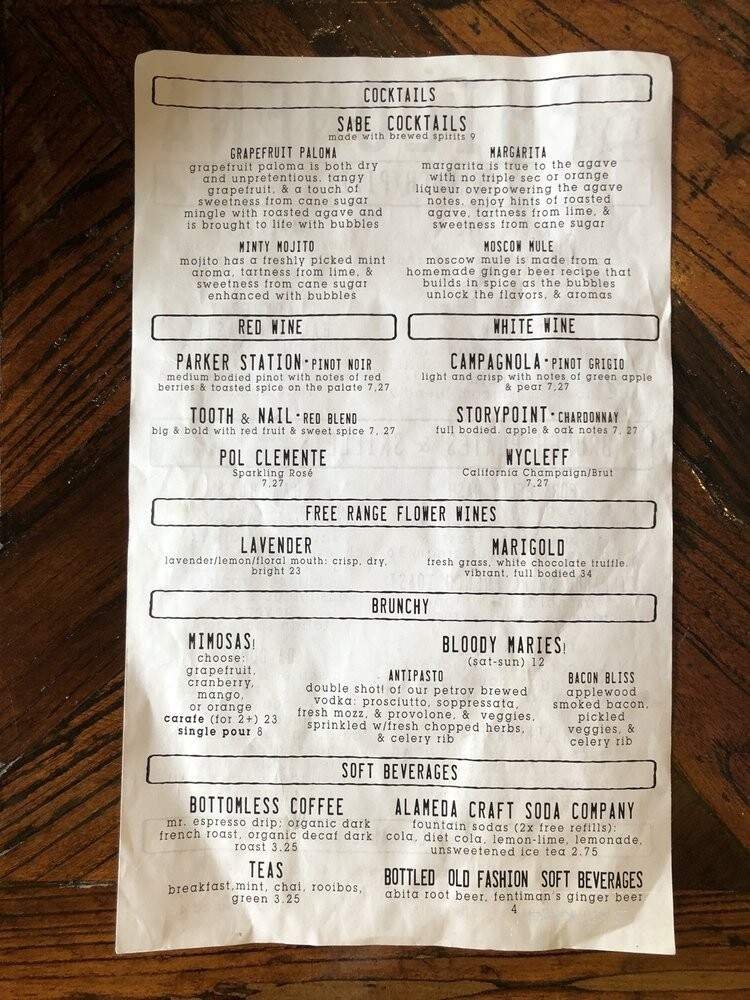 COCKTAILS
SABE COCKTAILS
made with brewed spirits 9
GRAPEFRUIT PALOMA
grapefruit paloma is both dry
and unpretentious. tangy
grapefruit, & a touch of
sweetness from cane sugar
mingle with roasted agave and
is brought to life with bubbles
MARGARITA
margarita is true to the agave
with no triple sec or orange
liqueur overpowering the agave
notes, enjoy hints of roasted
agave, tartness from lime, &
sweetness from cane sugar
MINTY MOJITO
mojito has a freshly picked mint
aroma, tartness from lime, &
sweetness from cane sugar
enhanced with bubbles
MOSCOW MULE
moscow mule is made from a
homemade ginger beer recipe that
builds in spice as the bubbles
unlock the flavors, & aromas
RED WINE
PARKER STATION·PINOT NOIR
medium bodied pinot with notes of red
berries & toasted spice on the palate 7,27
TOOTH & NAIL·RED BLEND
big & bold with red fruit & sweet spice 7, 27
POL CLEMENTE
Sparkling Rosé
7,27
WHITE WINE
CAMPAGNOLA·PINOT GRIGIO
light and crisp with notes of green apple
& pear 7,27
STORYPOINT·CHARDONNAY
full bodied. apple & oak notes 7, 27
WYCLEFF
California Champaign/Brut
7,27
FREE RANGE FLOWER WINES
LAVENDER
lavender/lemon/floral mouth: crisp, dry,
bright 23
MARIGOLD
fresh grass, white chocolate truffle.
vibrant, full bodied 34
BRUNCHY
MIMOSAS!
choose:
grapefruit,
cranberry,
mango,
or orange
carafe (for 2+) 23
single pour 8
BLOODY MARIES!
(sat-sun) 12
ANTIPASTO
double shot! of our petrov brewed
vodka: prosciutto, soppressata,
fresh mozz, & provolone, & veggies,
sprinkled w/fresh chopped herbs,
& celery rib
BACON BLISS
applewood
smoked bacon,
pickled
veggies, &
celery rib
SOFT BEVERAGES
BOTTOMLESS COFFEE
mr. espresso drip; organic dark
french roast, organic decaf dark
roast 3.25
ALAMEDA CRAFT SODA COMPANY
fountain sodas (2x free refills):
cola, diet cola, lemon-lime, lemonade,
unsweetened ice tea 2.75
TEAS
breakfast,mint, chai, rooibos,
green 3.25
BOTTLED OLD FASHION SOFT BEVERAGES
abita root beer, fentiman's ginger beer
4